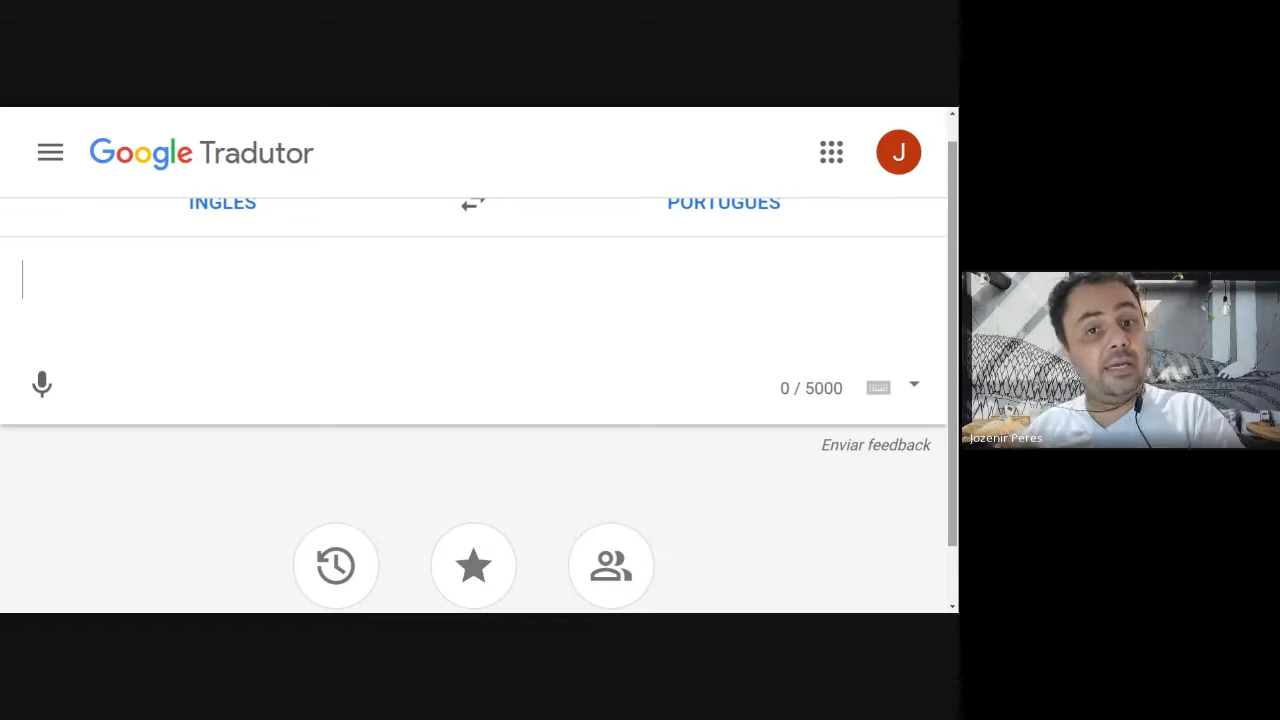 Google Tradutor
J
INGLÊS
PORTUGUÊS
0 / 5000
Enviar feedback
Jozenir Peres